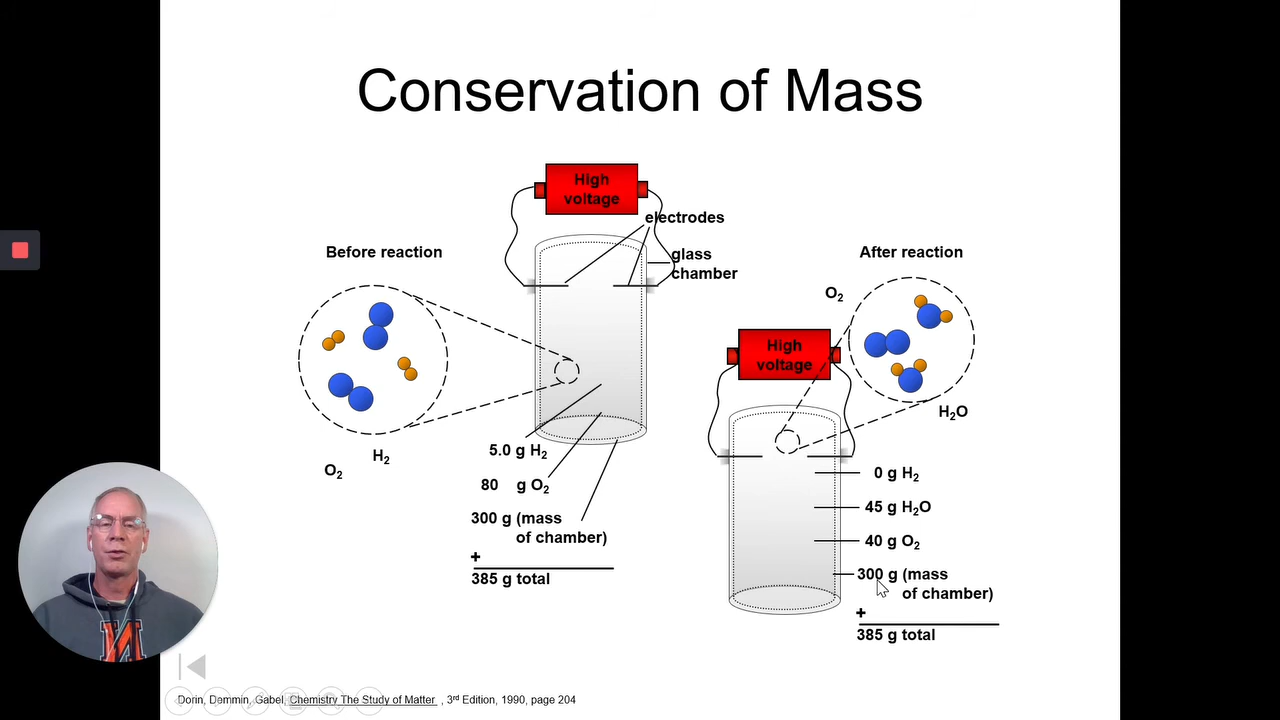 Conservation of Mass
High
voltage
electrodes
glass
chamber
Before reaction
O₂
H₂
5.0 g H₂
80 g O₂
300 g (mass
of chamber)
+
385 g total
After reaction
O₂
High
voltage
H₂O
0 g H₂
45 g H₂O
40 g O₂
300 g (mass
of chamber)
+
385 g total
Dorin, Demmin, Gabel, Chemistry The Study of Matter , 3rd Edition, 1990, page 204